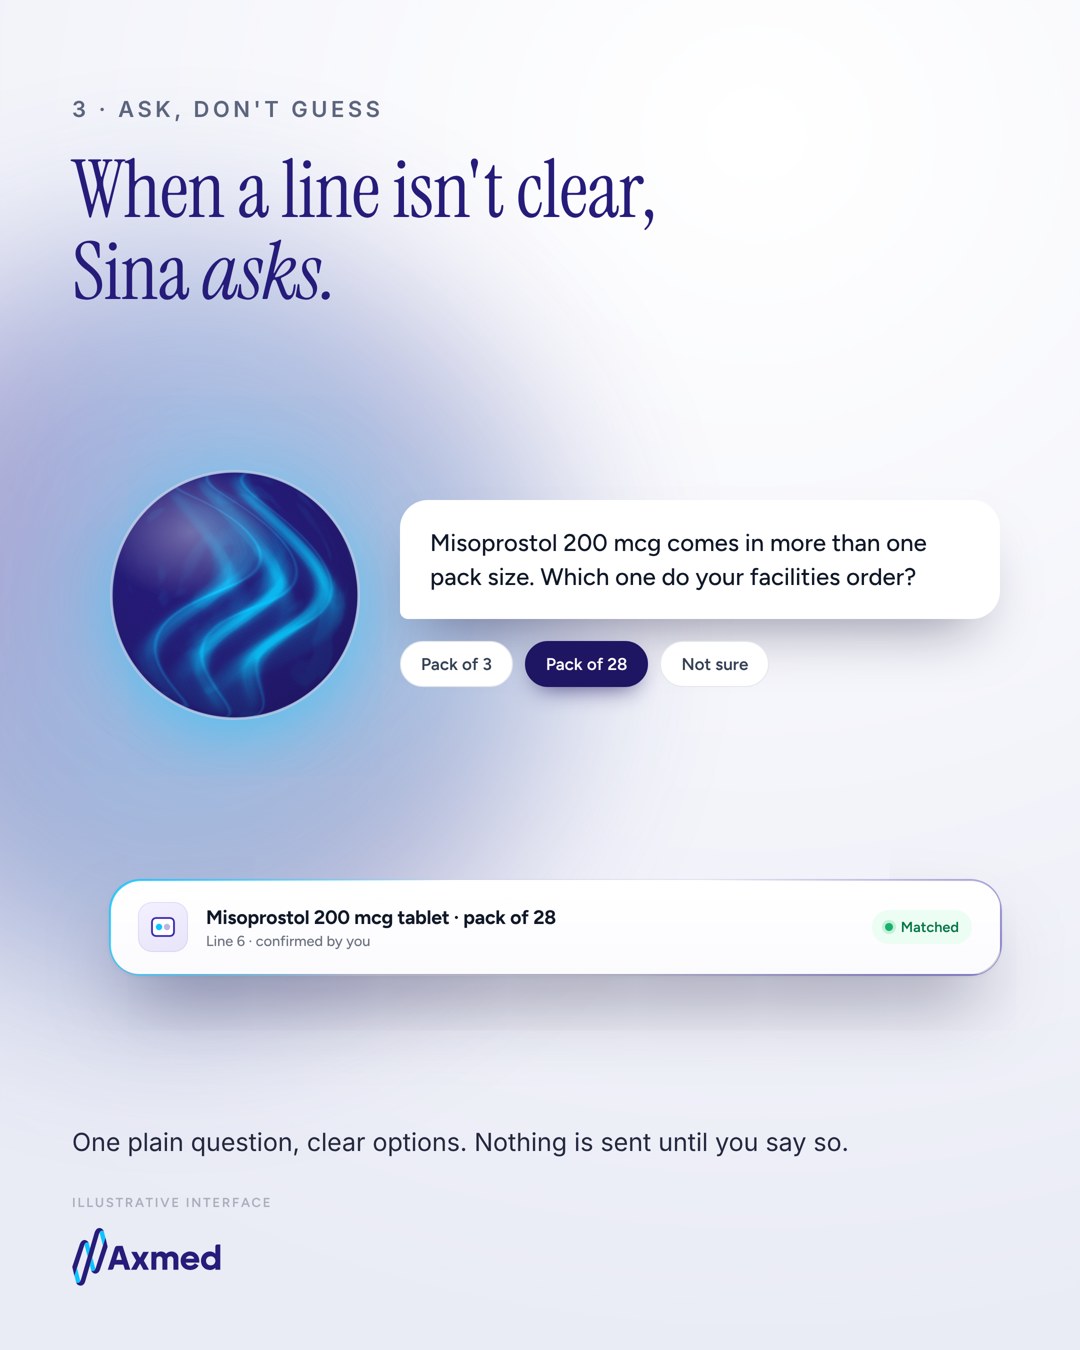 3 · ASK, DON'T GUESS
When a line isn't clear,
Sina asks.
Misoprostol 200 mcg comes in more than one
pack size. Which one do your facilities order?
Pack of 3
Pack of 28
Not sure
Misoprostol 200 mcg tablet · pack of 28
Line 6 · confirmed by you
Matched
One plain question, clear options. Nothing is sent until you say so.
ILLUSTRATIVE INTERFACE
Axmed